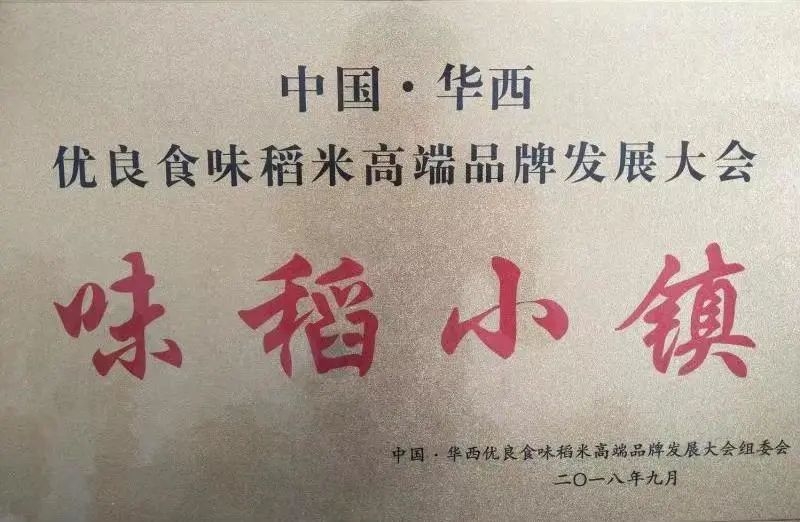 中国·华西
优良食味稻米高端品牌发展大会
味稻小镇
中国·华西优良食味稻米高端品牌发展大会组委会
二〇一八年九月